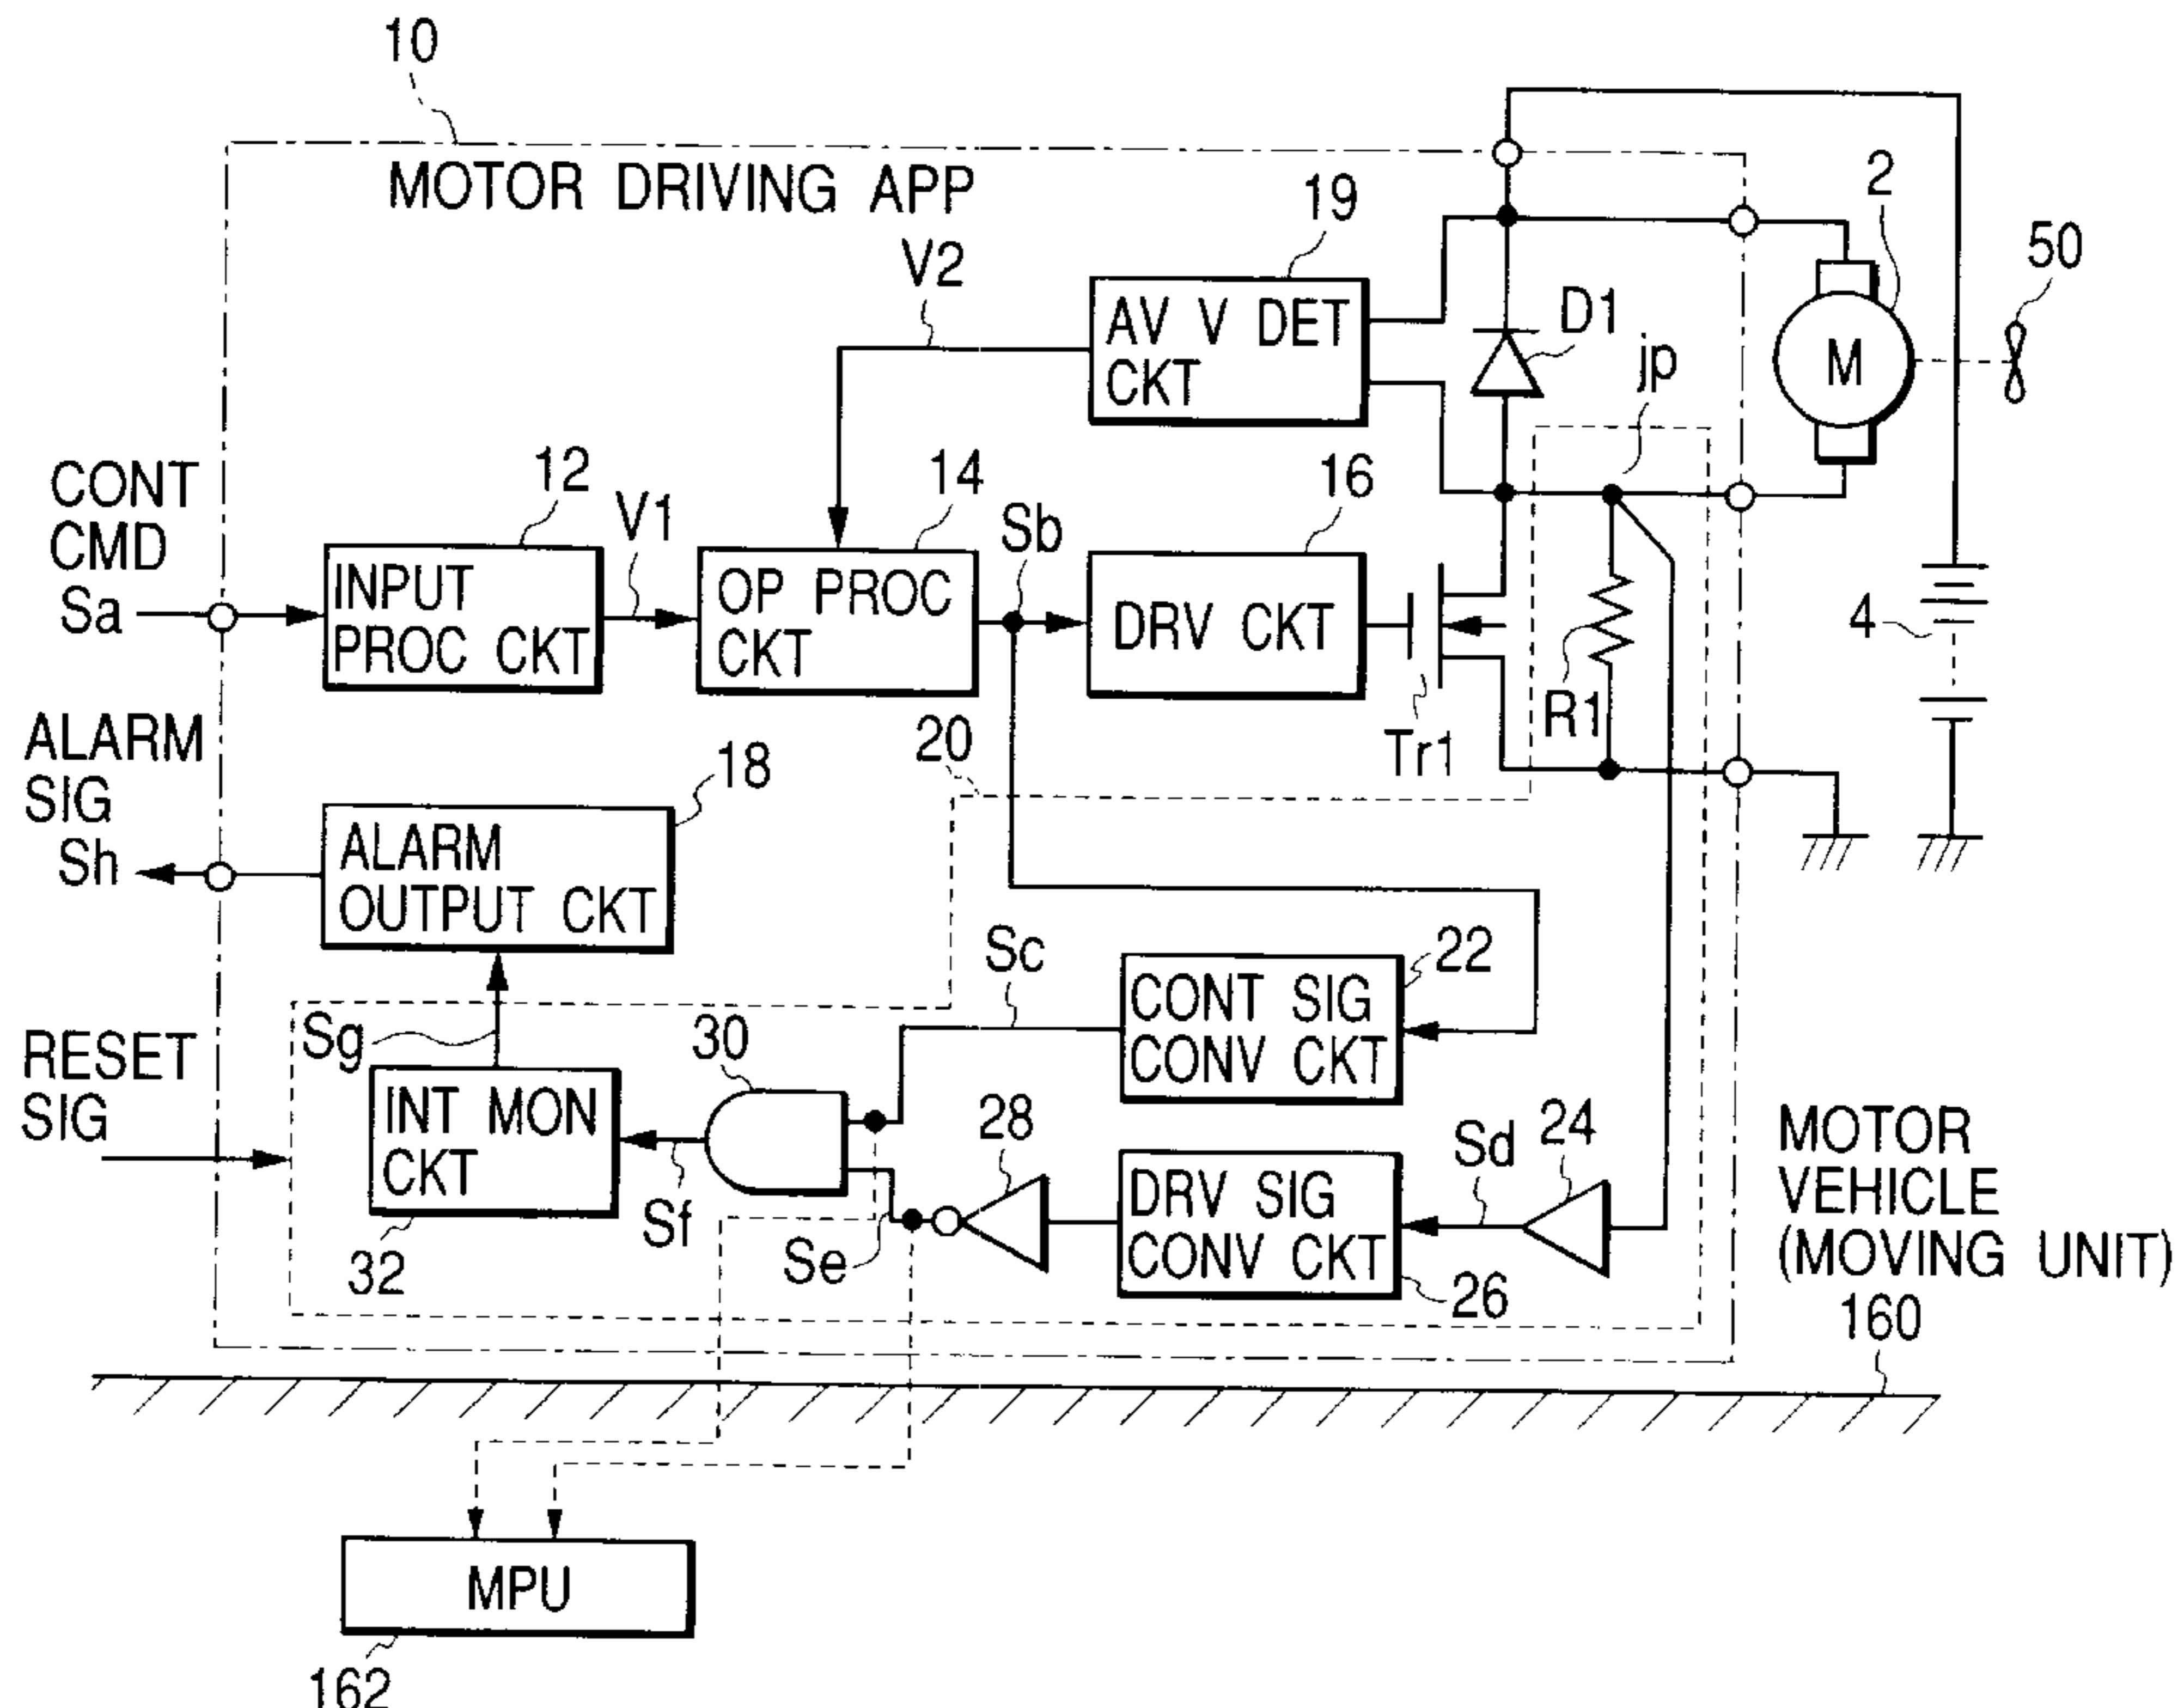 10
MOTOR DRIVING APP
2
19
V2
50
AV V DET
CKT
D1
jp
M
CONT
CMD
Sa
12
V1
14
Sb
16
INPUT
PROC CKT
OP PROC
CKT
DRV CKT
4
R1
Tr1
20
ALARM
SIG
Sh
18
ALARM
OUTPUT CKT
Sc
22
CONT SIG
CONV CKT
RESET
SIG
Sg
30
INT MON
CKT
28
Sd
24
MOTOR
VEHICLE
(MOVING UNIT)
160
DRV SIG
CONV CKT
Sf
Se
32
26
MPU
162